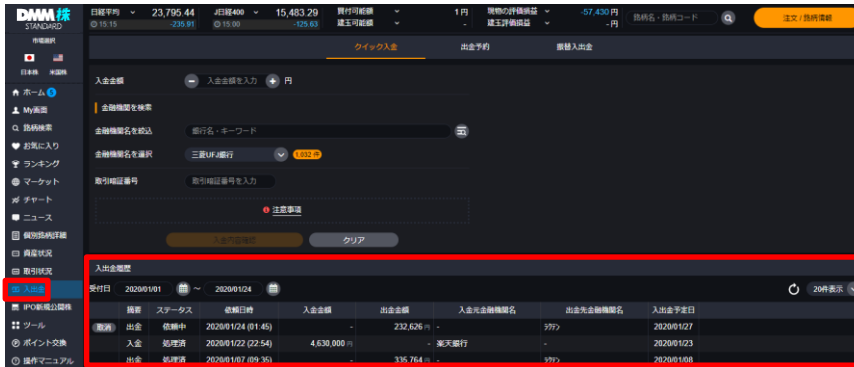 DMM株 STANDARD
日経平均 23,795.44 JPX日経400 15,483.29 買付可能額 1円 現物の評価損益 -57,430円 銘柄名・銘柄コード 注文 / 銘柄情報
15:15 -235.91 15:00 -125.63 建玉可能額 - 建玉評価損益 -円
市場選択
日本株 米国株
クイック入金 出金予約 振替入出金
ホーム
My画面
銘柄検索
お気に入り
ランキング
マーケット
チャート
ニュース
個別銘柄詳細
資産状況
取引状況
入出金
IPO新規公開株
ツール
ポイント交換
操作マニュアル
入金金額 入金金額を入力 円
金融機関を検索
金融機関名を絞込 銀行名・キーワード
金融機関名を選択 三菱UFJ銀行 1,032 件
取引暗証番号 取引暗証番号を入力
注意事項
入金内容確認 クリア
入出金履歴
受付日 2020/01/01 ~ 2020/01/24 20件表示
摘要 ステータス 依頼日時 入金金額 出金金額 入金元金融機関名 出金先金融機関名 入出金予定日
取消 出金 依頼中 2020/01/24 (01:45) - 232,626 円 - ラクテン 2020/01/27
入金 処理済 2020/01/22 (22:54) 4,630,000 円 - 楽天銀行 - 2020/01/23
出金 処理済 2020/01/07 (09:35) - 335,764 円 - ラクテン 2020/01/08